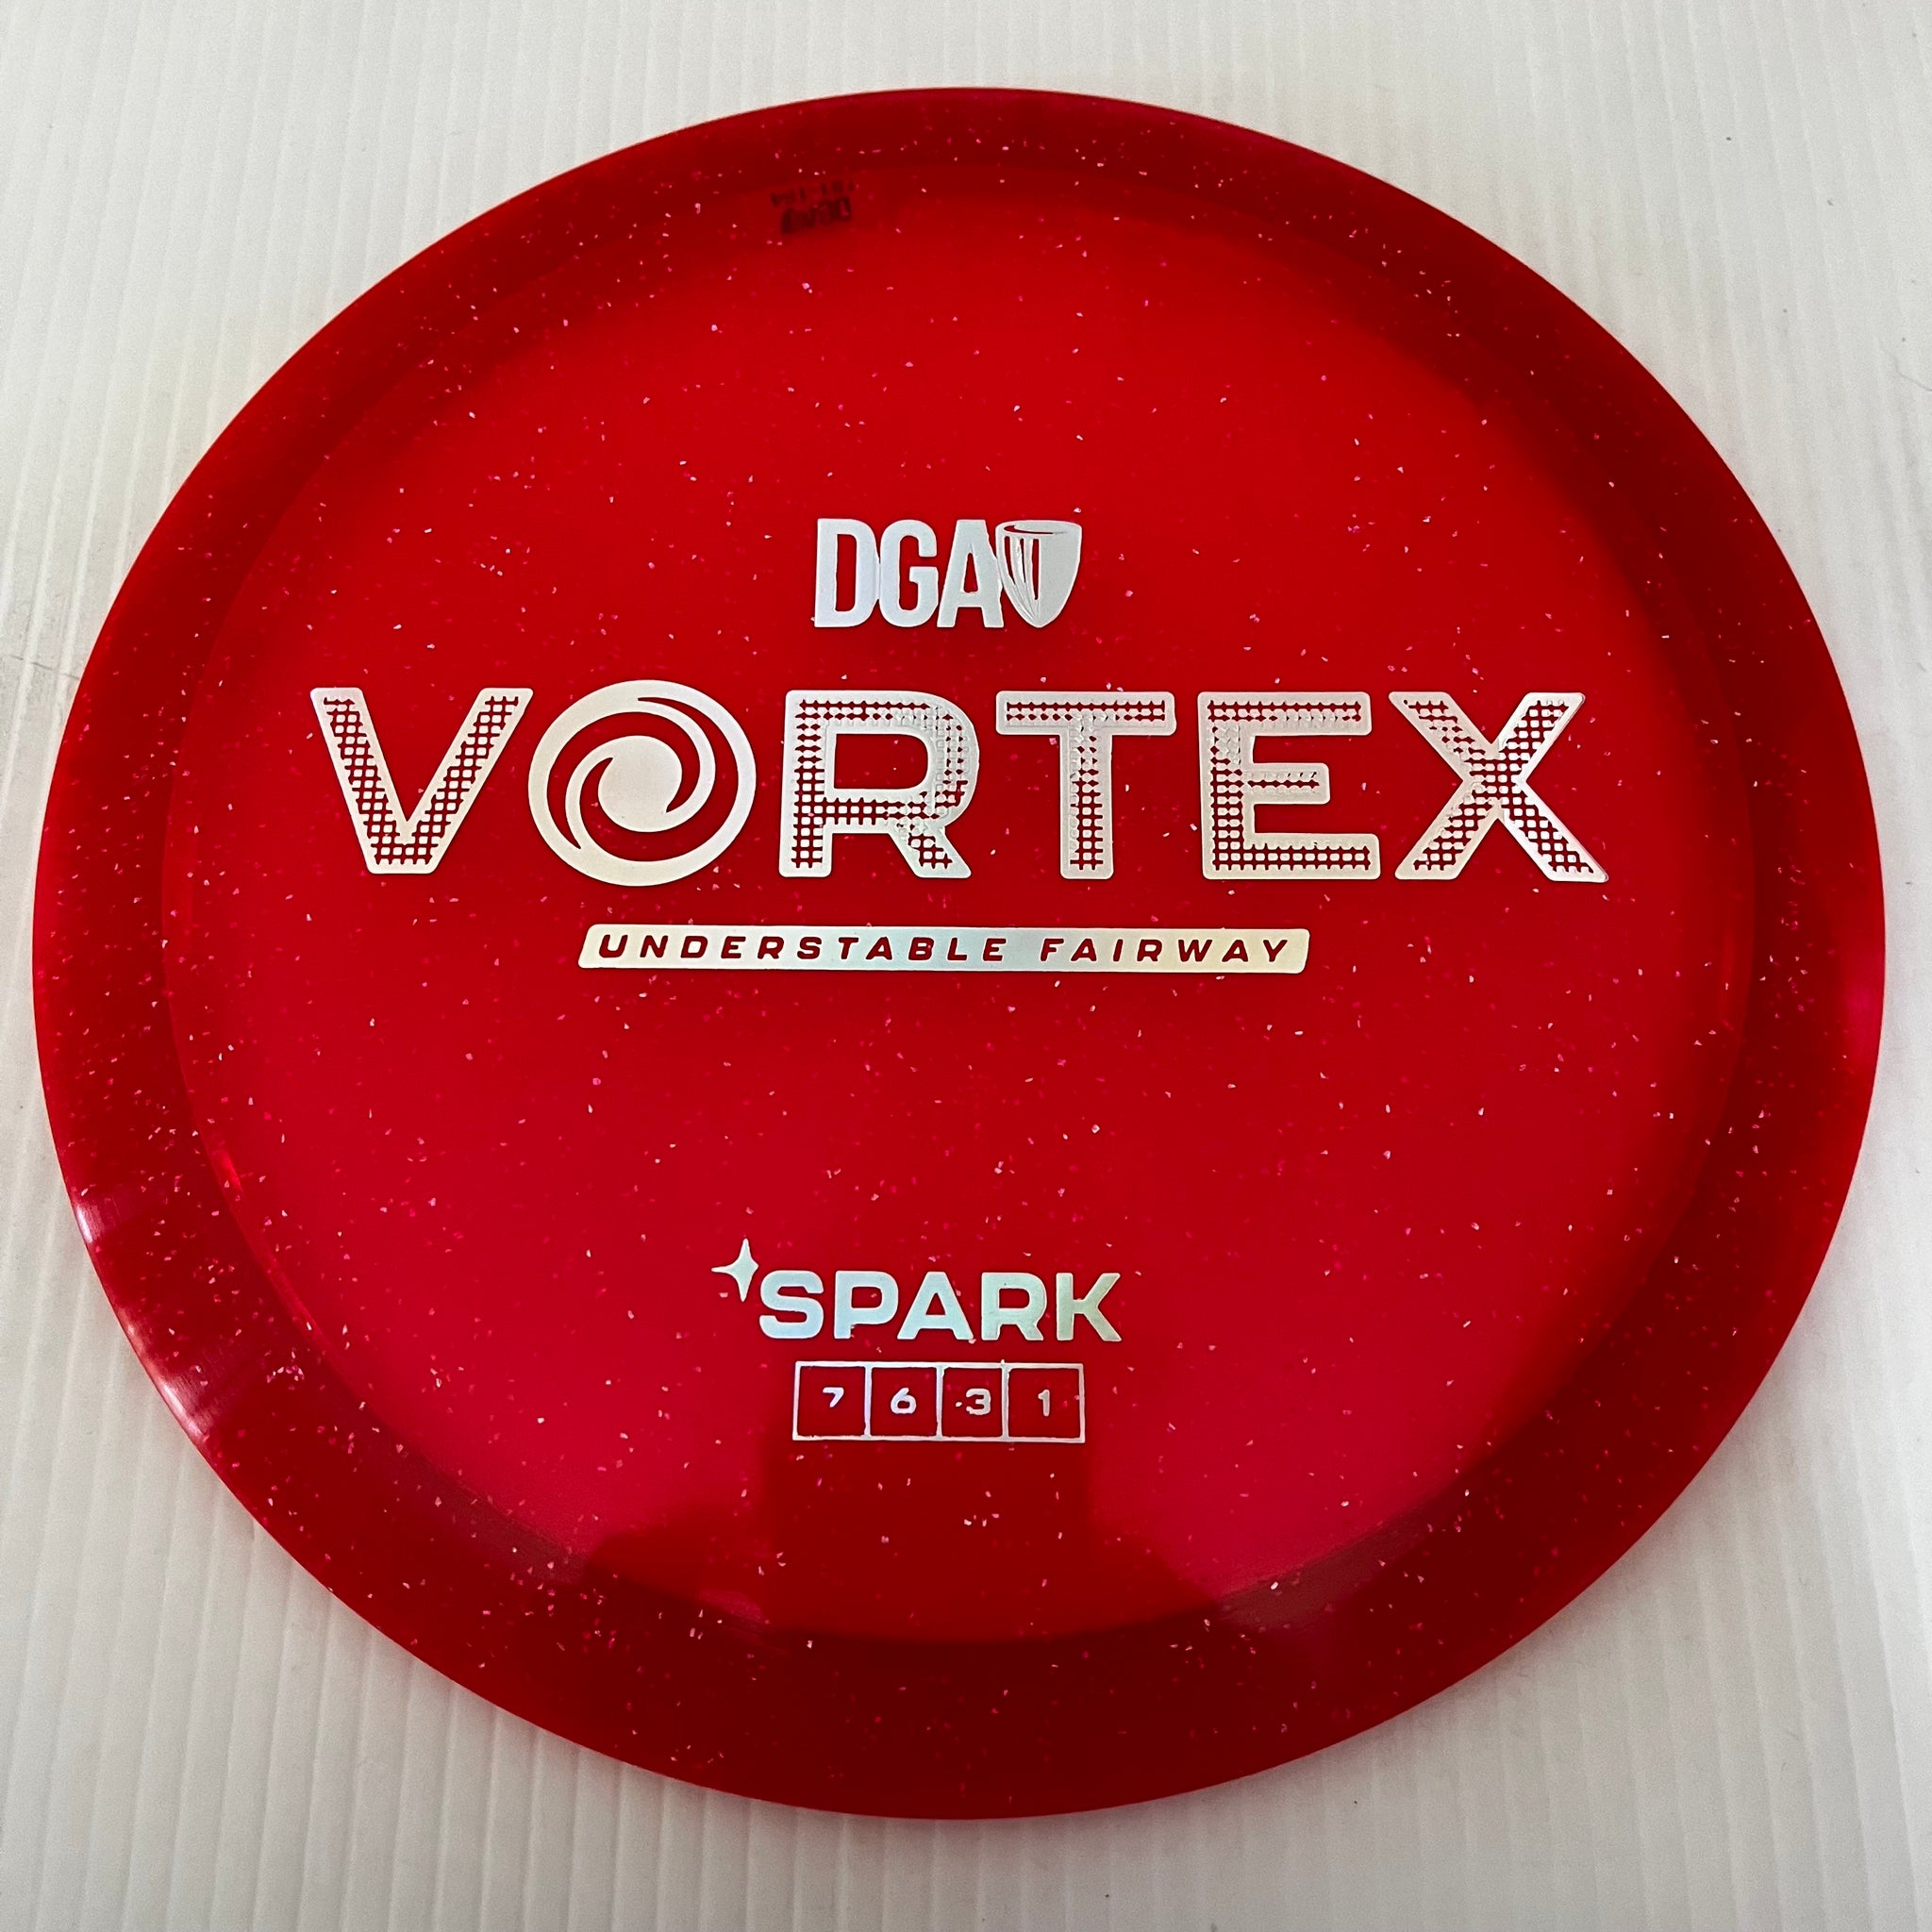 DGA
VORTEX
UNDERSTABLE FAIRWAY
SPARK
7 6 -3 1